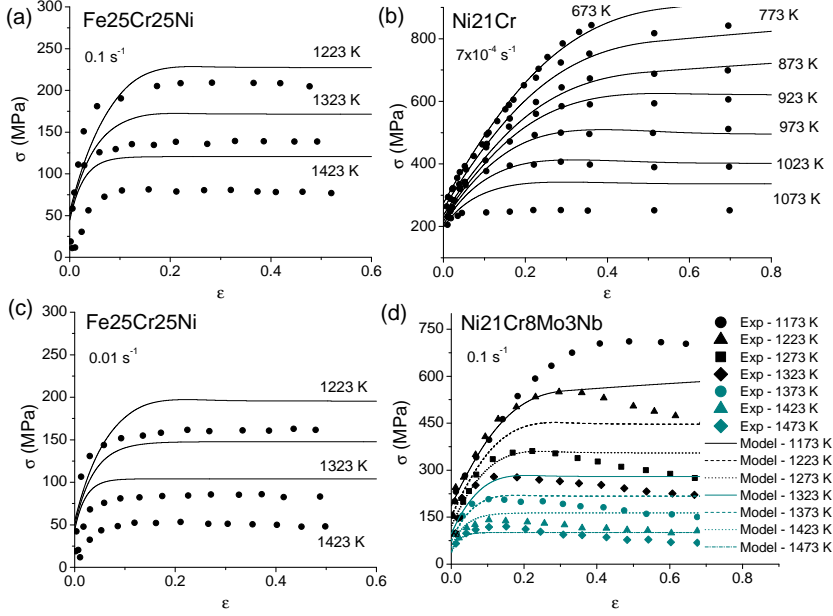 (a)
Fe25Cr25Ni
0.1 s-1
1223 K
1323 K
1423 K
300
250
200
150
100
50
0
0.0 0.2 0.4 0.6
σ (MPa)
ε
(b)
Ni21Cr
7x10-4 s-1
673 K
773 K
873 K
923 K
973 K
1023 K
1073 K
800
600
400
200
0.0 0.2 0.4 0.6 0.8
σ (MPa)
ε
(c)
Fe25Cr25Ni
0.01 s-1
1223 K
1323 K
1423 K
300
250
200
150
100
50
0
0.0 0.2 0.4 0.6
σ (MPa)
ε
(d)
Ni21Cr8Mo3Nb
0.1 s-1
750
600
450
300
150
0
0.0 0.2 0.4 0.6 0.8
σ (MPa)
ε
Exp - 1173 K
Exp - 1223 K
Exp - 1273 K
Exp - 1323 K
Exp - 1373 K
Exp - 1423 K
Exp - 1473 K
Model - 1173 K
Model - 1223 K
Model - 1273 K
Model - 1323 K
Model - 1373 K
Model - 1423 K
Model - 1473 K